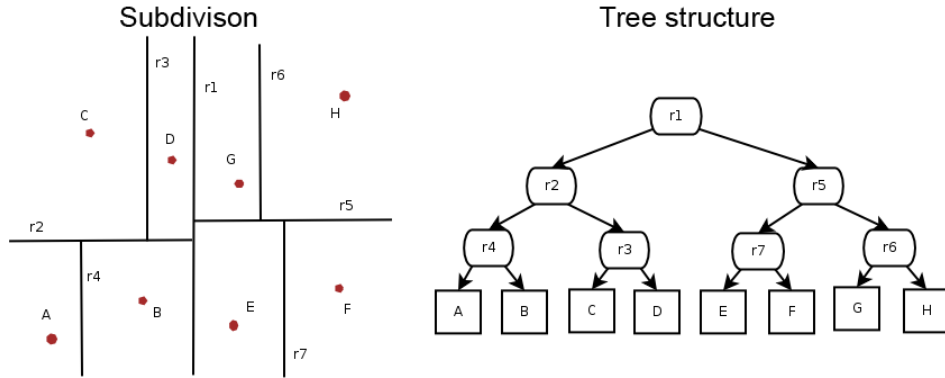 Subdivison
Tree structure
r3
r1
r6
C
D
G
H
r2
r5
r4
A
B
E
F
r7
r1
r2
r5
r4
r3
r7
r6
A
B
C
D
E
F
G
H